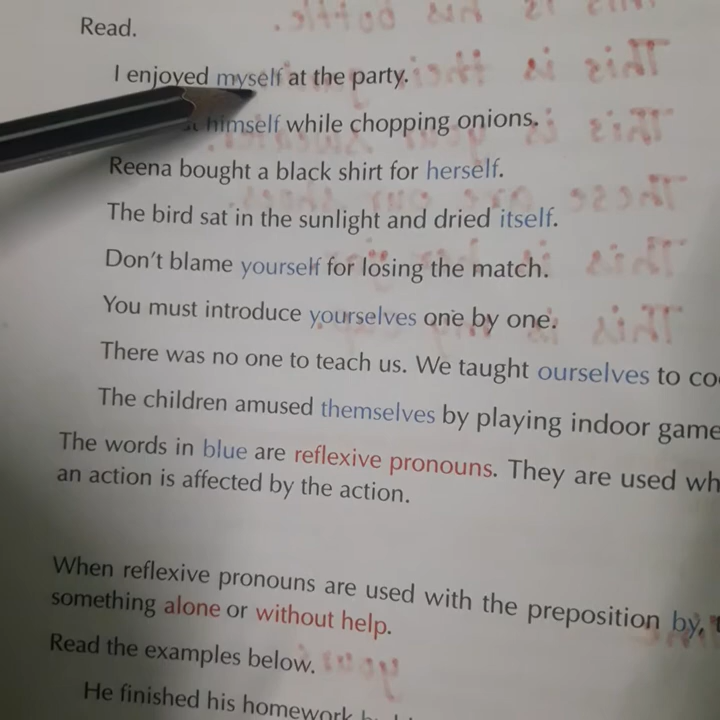 Read.
I enjoyed myself at the party.
himself while chopping onions.
Reena bought a black shirt for herself.
The bird sat in the sunlight and dried itself.
Don't blame yourself for losing the match.
You must introduce yourselves one by one.
There was no one to teach us. We taught ourselves to
The children amused themselves by playing indoor
The words in blue are reflexive pronouns. They are used
an action is affected by the action.
When reflexive pronouns are used with the preposition by,
something alone or without help.
Read the examples below.
He finished his homework